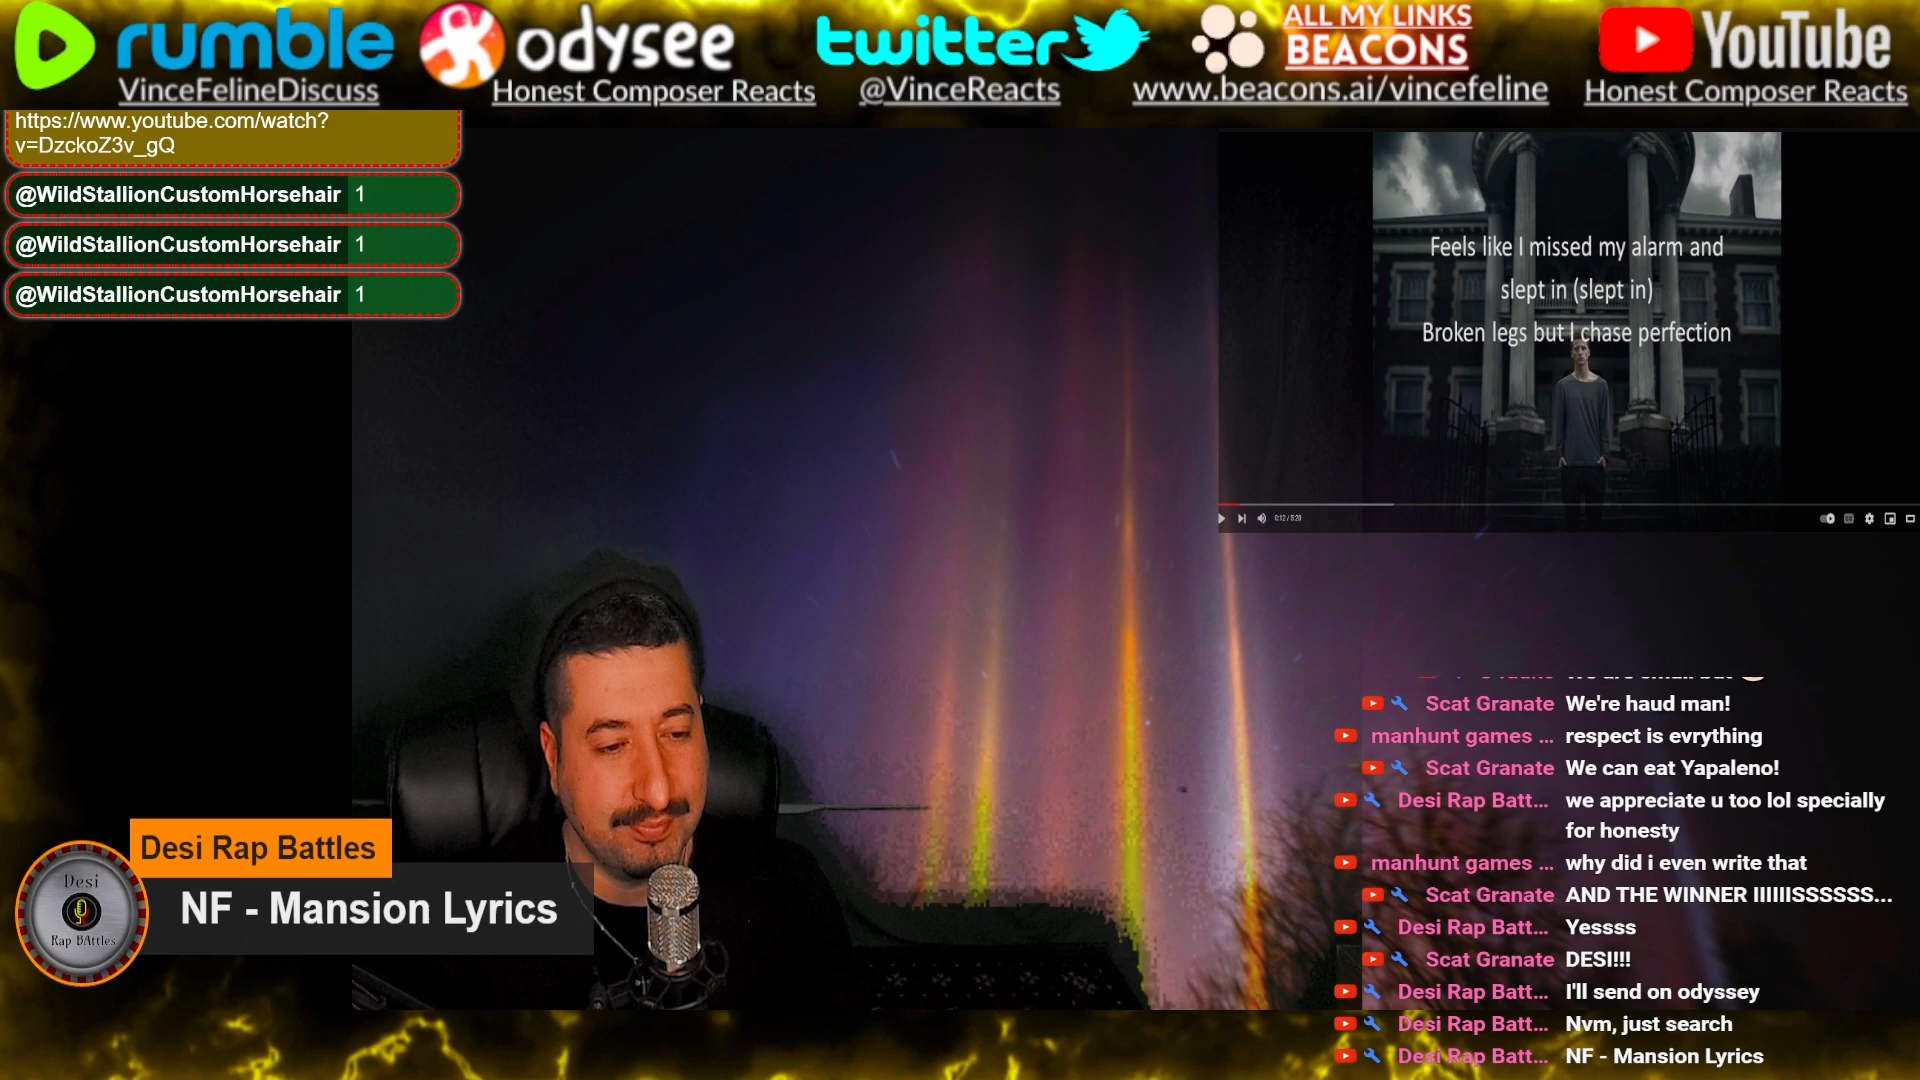 rumble
VinceFelineDiscuss
odysee
Honest Composer Reacts
twitter
@VinceReacts
ALL MY LINKS
BEACONS
www.beacons.ai/vincefeline
YouTube
Honest Composer Reacts
https://www.youtube.com/watch?
v=DzckoZ3v_gQ
@WildStallionCustomHorsehair 1
@WildStallionCustomHorsehair 1
@WildStallionCustomHorsehair 1
Feels like I missed my alarm and
slept in (slept in)
Broken legs but I chase perfection
0:12 / 5:20
Scat Granate We're haud man!
manhunt games ... respect is evrything
Scat Granate We can eat Yapaleno!
Desi Rap Batt... we appreciate u too lol specially
for honesty
manhunt games ... why did i even write that
Scat Granate AND THE WINNER IIIIIISSSSSS...
Desi Rap Batt... Yessss
Scat Granate DESI!!!
Desi Rap Batt... I'll send on odyssey
Desi Rap Batt... Nvm, just search
Desi Rap Batt... NF - Mansion Lyrics
Desi Rap Battles
NF - Mansion Lyrics
Desi
Rap BAttles